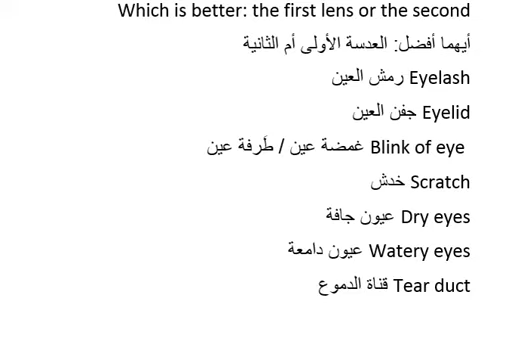 Which is better: the first lens or the second
أيهما أفضل: العدسة الأولى أم الثانية
Eyelash رمش العين
Eyelid جفن العين
Blink of eye غمضة عين / طَرفة عين
Scratch خدش
Dry eyes عيون جافة
Watery eyes عيون دامعة
Tear duct قناة الدموع